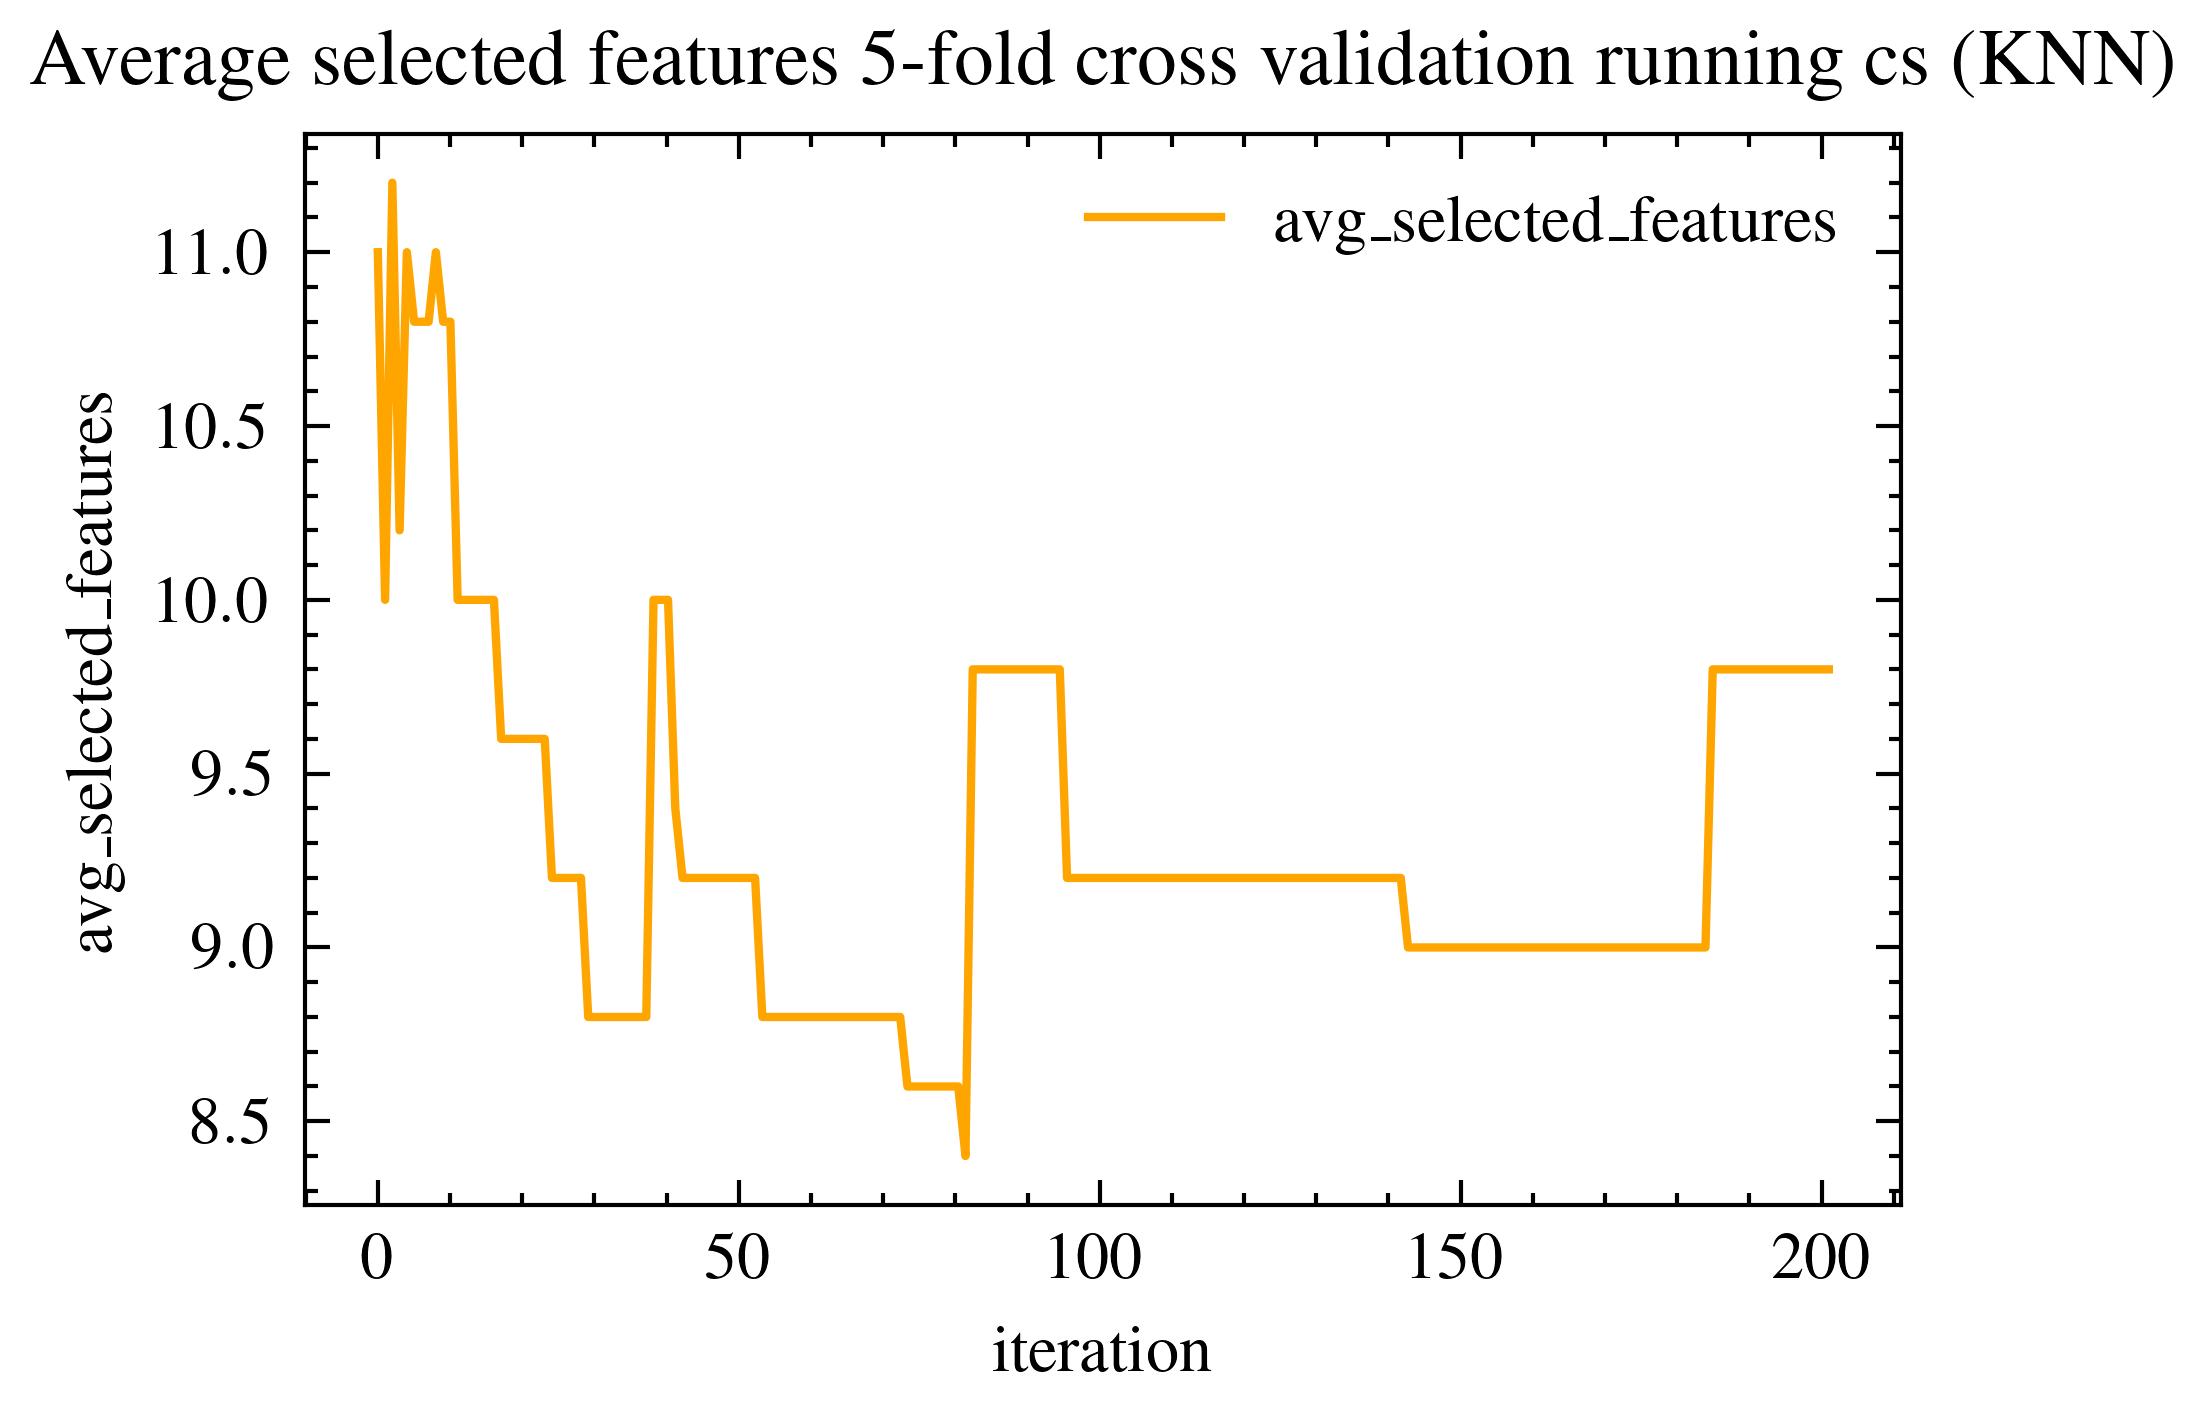 Average selected features 5-fold cross validation running cs (KNN)
avg_selected_features
11.0
10.5
10.0
9.5
9.0
8.5
avg_selected_features
0 50 100 150 200
iteration